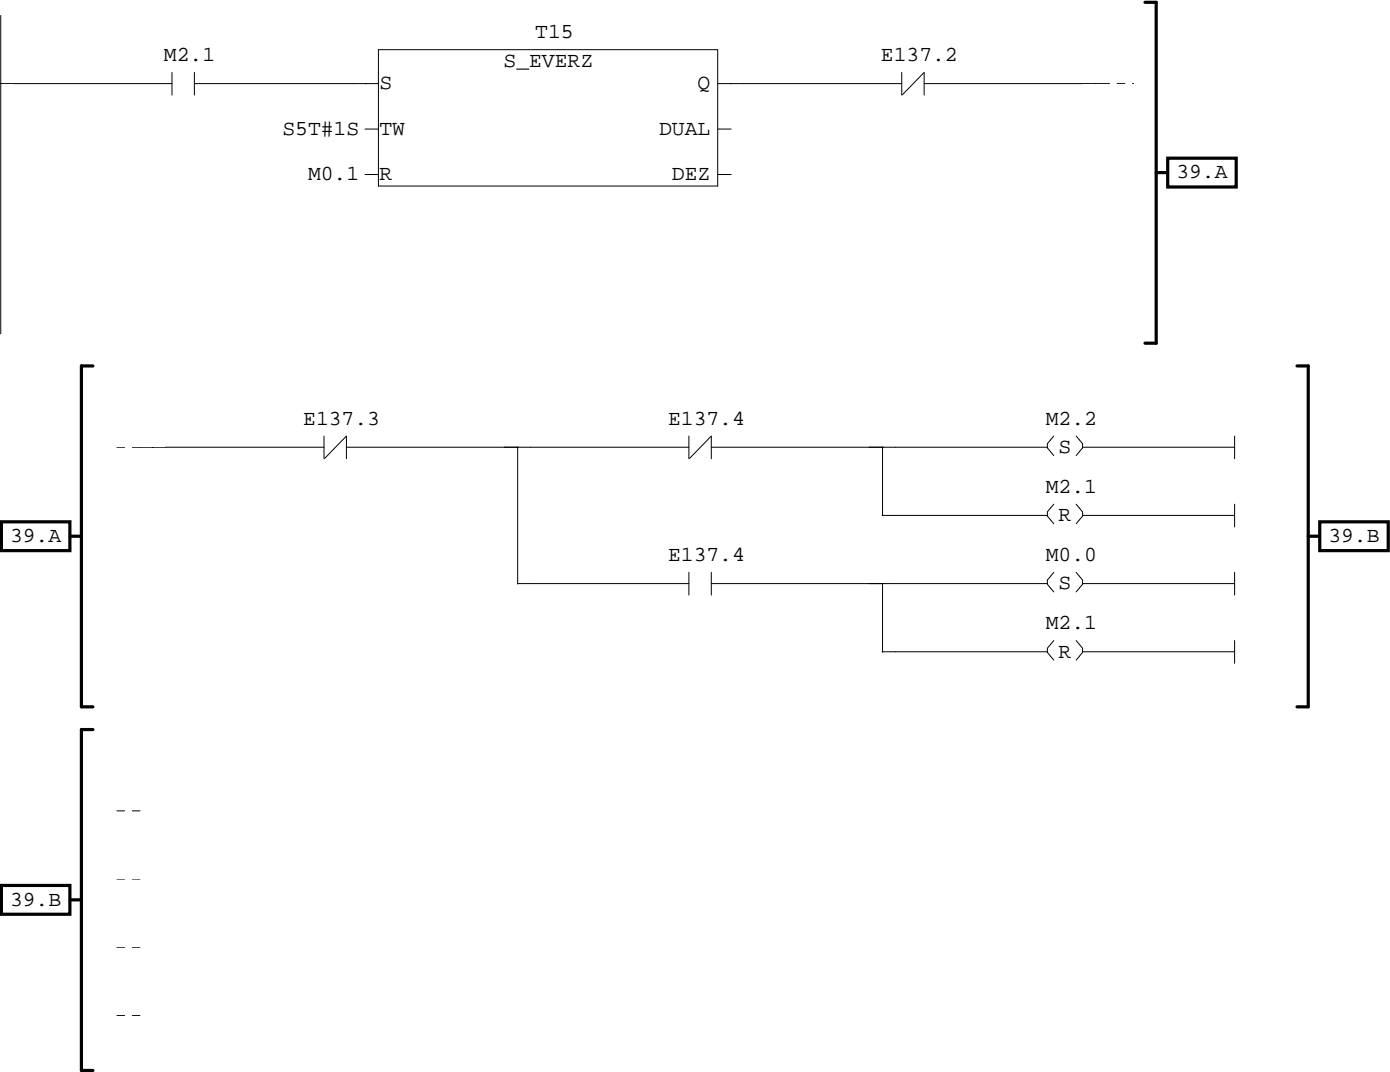 T15
M2.1
S_EVERZ
E137.2
S
Q
S5T#1S
TW
DUAL
M0.1
R
DEZ
39.A
E137.3
E137.4
M2.2
S
M2.1
R
39.A
39.B
E137.4
M0.0
S
M2.1
R
39.B